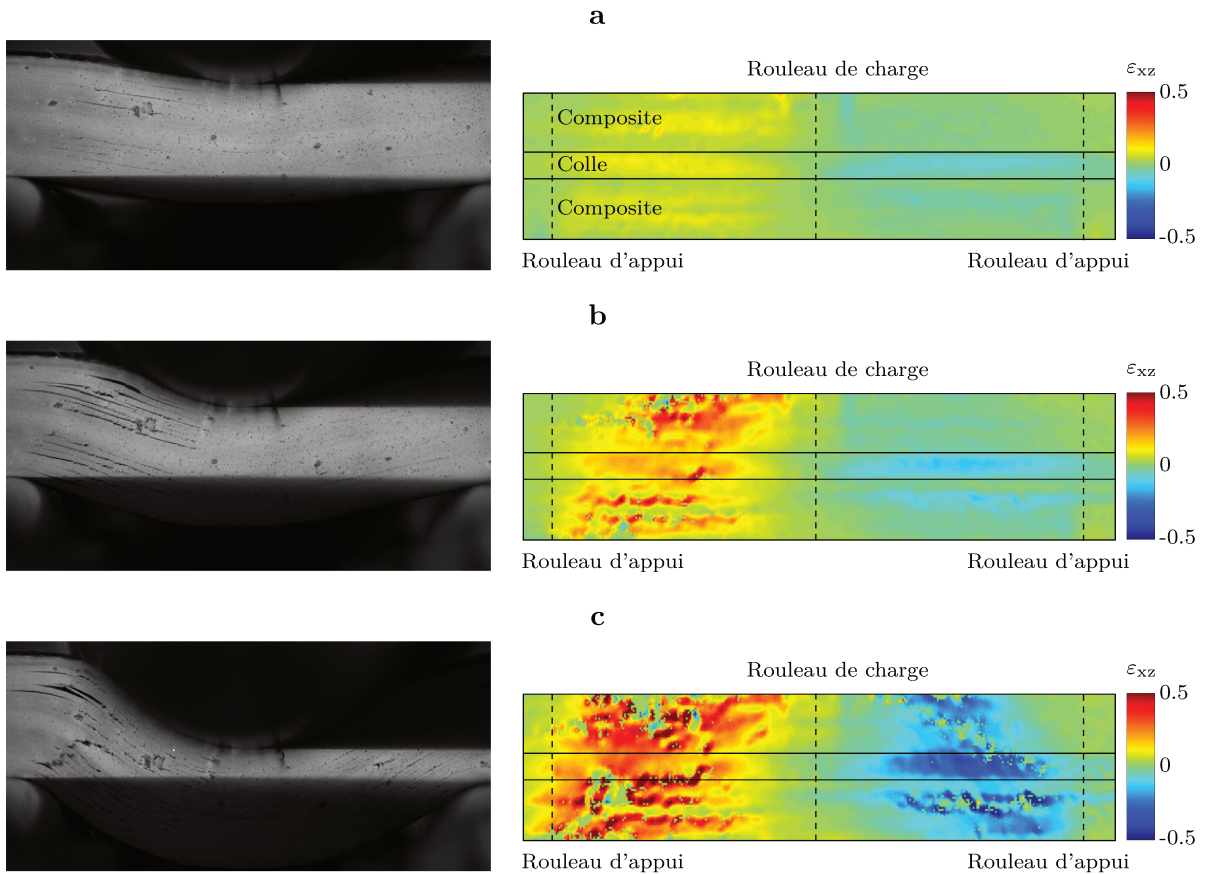 a
Rouleau de charge
εxz
0.5
Composite
Colle
0
Composite
-0.5
Rouleau d'appui Rouleau d'appui
b
Rouleau de charge
εxz
0.5
0
-0.5
Rouleau d'appui Rouleau d'appui
c
Rouleau de charge
εxz
0.5
0
-0.5
Rouleau d'appui Rouleau d'appui